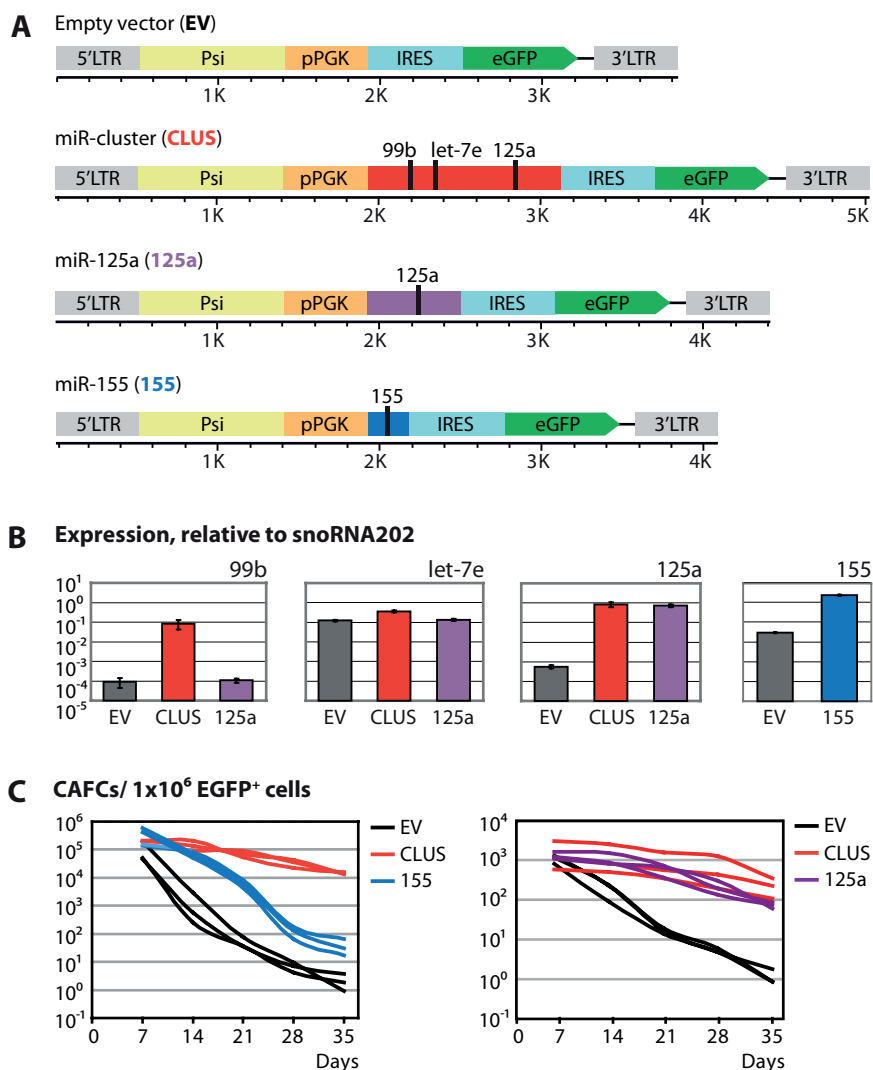 A
Empty vector (EV)
5'LTR Psi pPGK IRES eGFP 3'LTR
1K 2K 3K
miR-cluster (CLUS)
99b let-7e 125a
5'LTR Psi pPGK IRES eGFP 3'LTR
1K 2K 3K 4K 5K
miR-125a (125a)
125a
5'LTR Psi pPGK IRES eGFP 3'LTR
1K 2K 3K 4K
miR-155 (155)
155
5'LTR Psi pPGK IRES eGFP 3'LTR
1K 2K 3K 4K
B Expression, relative to snoRNA202
99b let-7e 125a 155
10¹
10⁰
10⁻¹
10⁻²
10⁻³
10⁻⁴
10⁻⁵
EV CLUS 125a EV CLUS 125a EV CLUS 125a EV 155
C CAFCs/ 1x10⁶ EGFP⁺ cells
10⁶
10⁵
10⁴
10³
10²
10¹
10⁰
10⁻¹
0 7 14 21 28 35
Days
EV
CLUS
155
10⁴
10³
10²
10¹
10⁰
10⁻¹
0 7 14 21 28 35
Days
EV
CLUS
125a